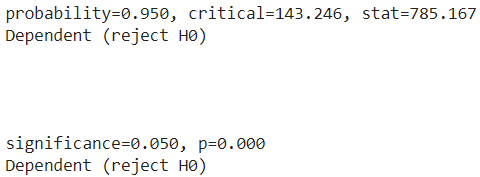 probability=0.950, critical=143.246, stat=785.167
Dependent (reject H0)
significance=0.050, p=0.000
Dependent (reject H0)